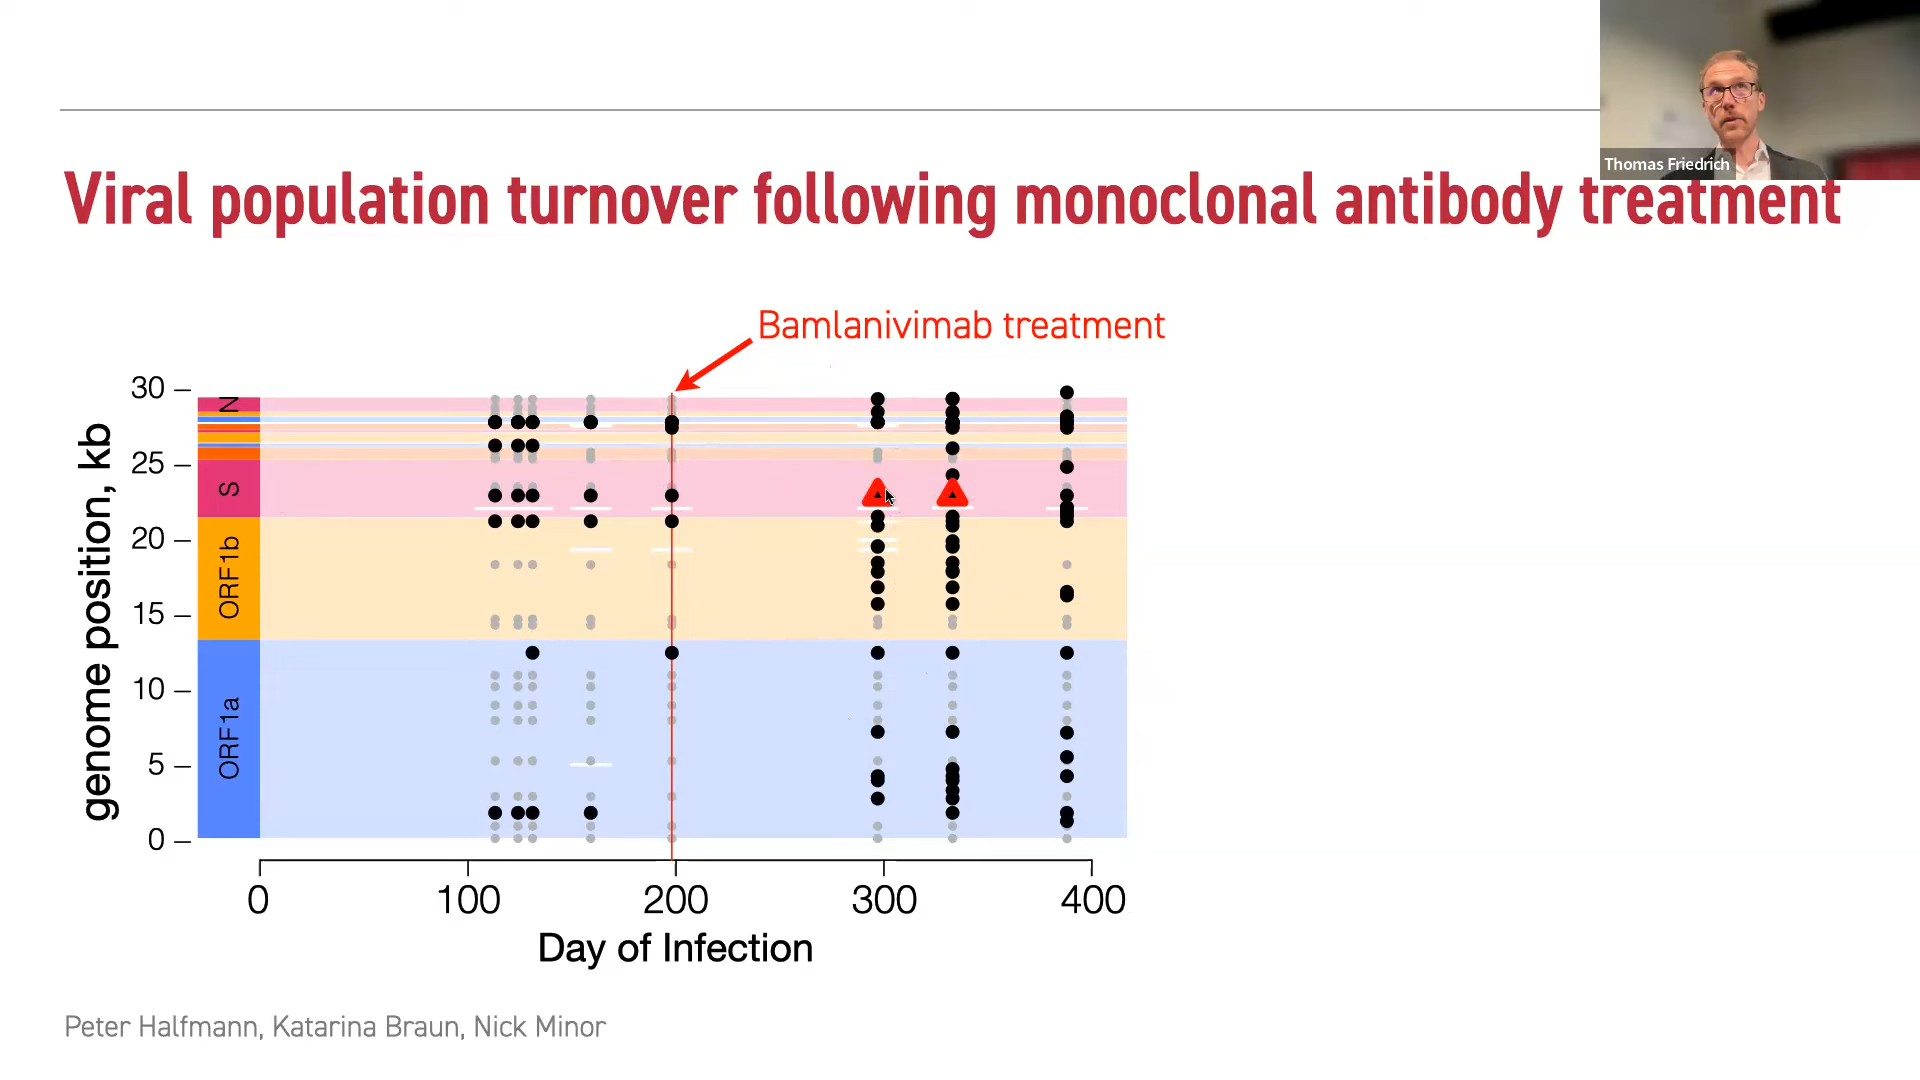 Thomas Friedrich
Viral population turnover following monoclonal antibody treatment
Bamlanivimab treatment
genome position, kb
30
25
20
15
10
5
0
N
S
ORF1b
ORF1a
0 100 200 300 400
Day of Infection
Peter Halfmann, Katarina Braun, Nick Minor